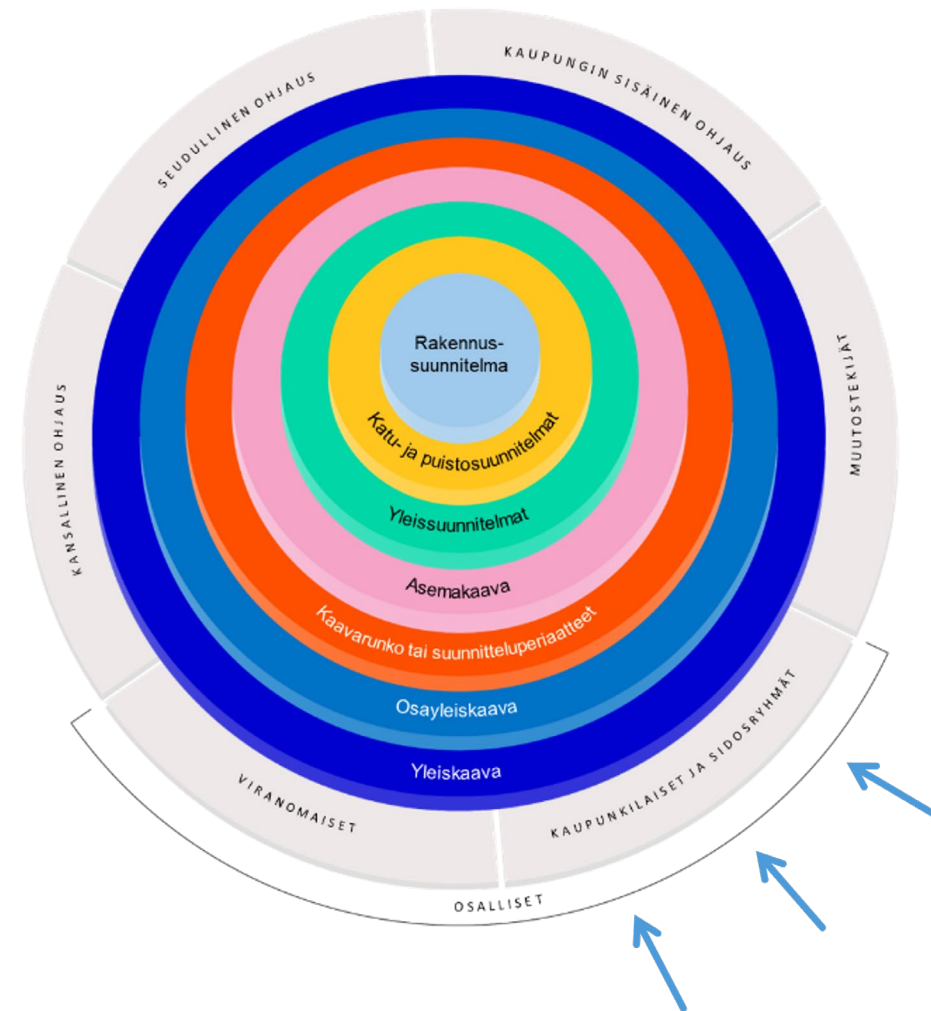 SEUDULLINEN OHJAUS
KAUPUNGIN SISÄINEN OHJAUS
MUUTOSTEKIJÄT
KANSALLINEN OHJAUS
Rakennus-
suunnitelma
Katu- ja puistosuunnitelmat
Yleissuunnitelmat
Asemakaava
Kaavarunko tai suunnitteluperiaatteet
Osayleiskaava
Yleiskaava
VIRANOMAISET
KAUPUNKILAISET JA SIDOSRYHMÄT
OSALLISET